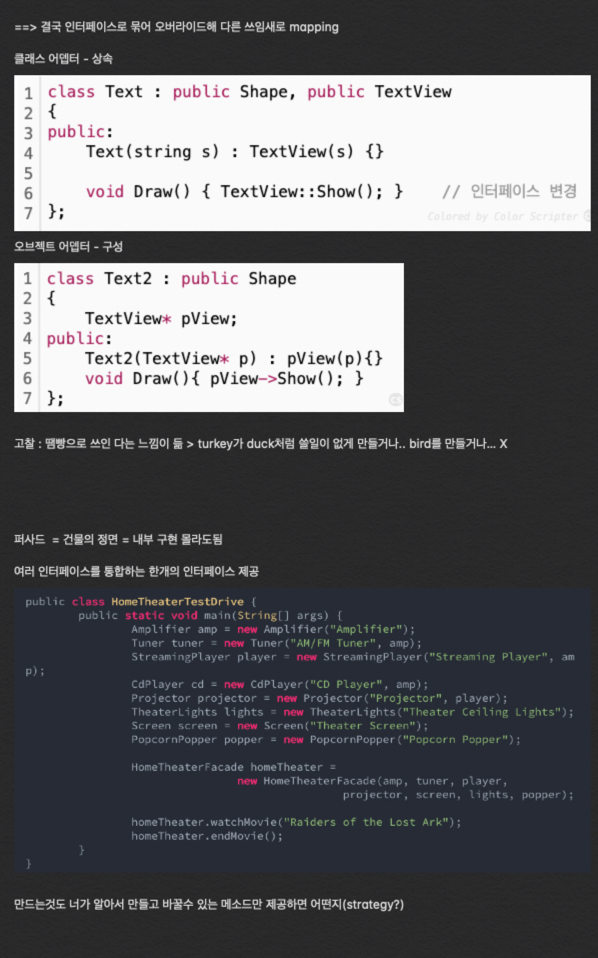 ==> 결국 인터페이스로 묶어 오버라이드해 다른 쓰임새로 mapping
클래스 어뎁터 - 상속
1 class Text : public Shape, public TextView
2 {
3 public:
4     Text(string s) : TextView(s) {}
5
6     void Draw() { TextView::Show(); }    // 인터페이스 변경
7 };
Colored by Color Scripter
오브젝트 어뎁터 - 구성
1 class Text2 : public Shape
2 {
3     TextView* pView;
4 public:
5     Text2(TextView* p) : pView(p){}
6     void Draw(){ pView->Show(); }
7 };
고찰 : 땜빵으로 쓰인 다는 느낌이 듦 > turkey가 duck처럼 쓸일이 없게 만들거나.. bird를 만들거나... X
퍼사드  = 건물의 정면 = 내부 구현 몰라도됨
여러 인터페이스를 통합하는 한개의 인터페이스 제공
public class HomeTheaterTestDrive {
public static void main(String[] args) {
Amplifier amp = new Amplifier("Amplifier");
Tuner tuner = new Tuner("AM/FM Tuner", amp);
StreamingPlayer player = new StreamingPlayer("Streaming Player", am
p);
CdPlayer cd = new CdPlayer("CD Player", amp);
Projector projector = new Projector("Projector", player);
TheaterLights lights = new TheaterLights("Theater Ceiling Lights");
Screen screen = new Screen("Theater Screen");
PopcornPopper popper = new PopcornPopper("Popcorn Popper");
HomeTheaterFacade homeTheater =
new HomeTheaterFacade(amp, tuner, player,
projector, screen, lights, popper);
homeTheater.watchMovie("Raiders of the Lost Ark");
homeTheater.endMovie();
}
}
만드는것도 너가 알아서 만들고 바꿀수 있는 메소드만 제공하면 어떤지(strategy?)